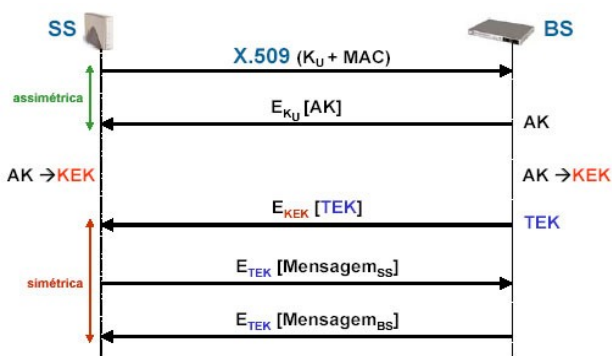 SS
BS
X.509 (KU + MAC)
assimétrica
EKU [AK]
AK
AK →KEK
AK →KEK
EKEK [TEK]
TEK
simétrica
ETEK [MensagemSS]
ETEK [MensagemBS]